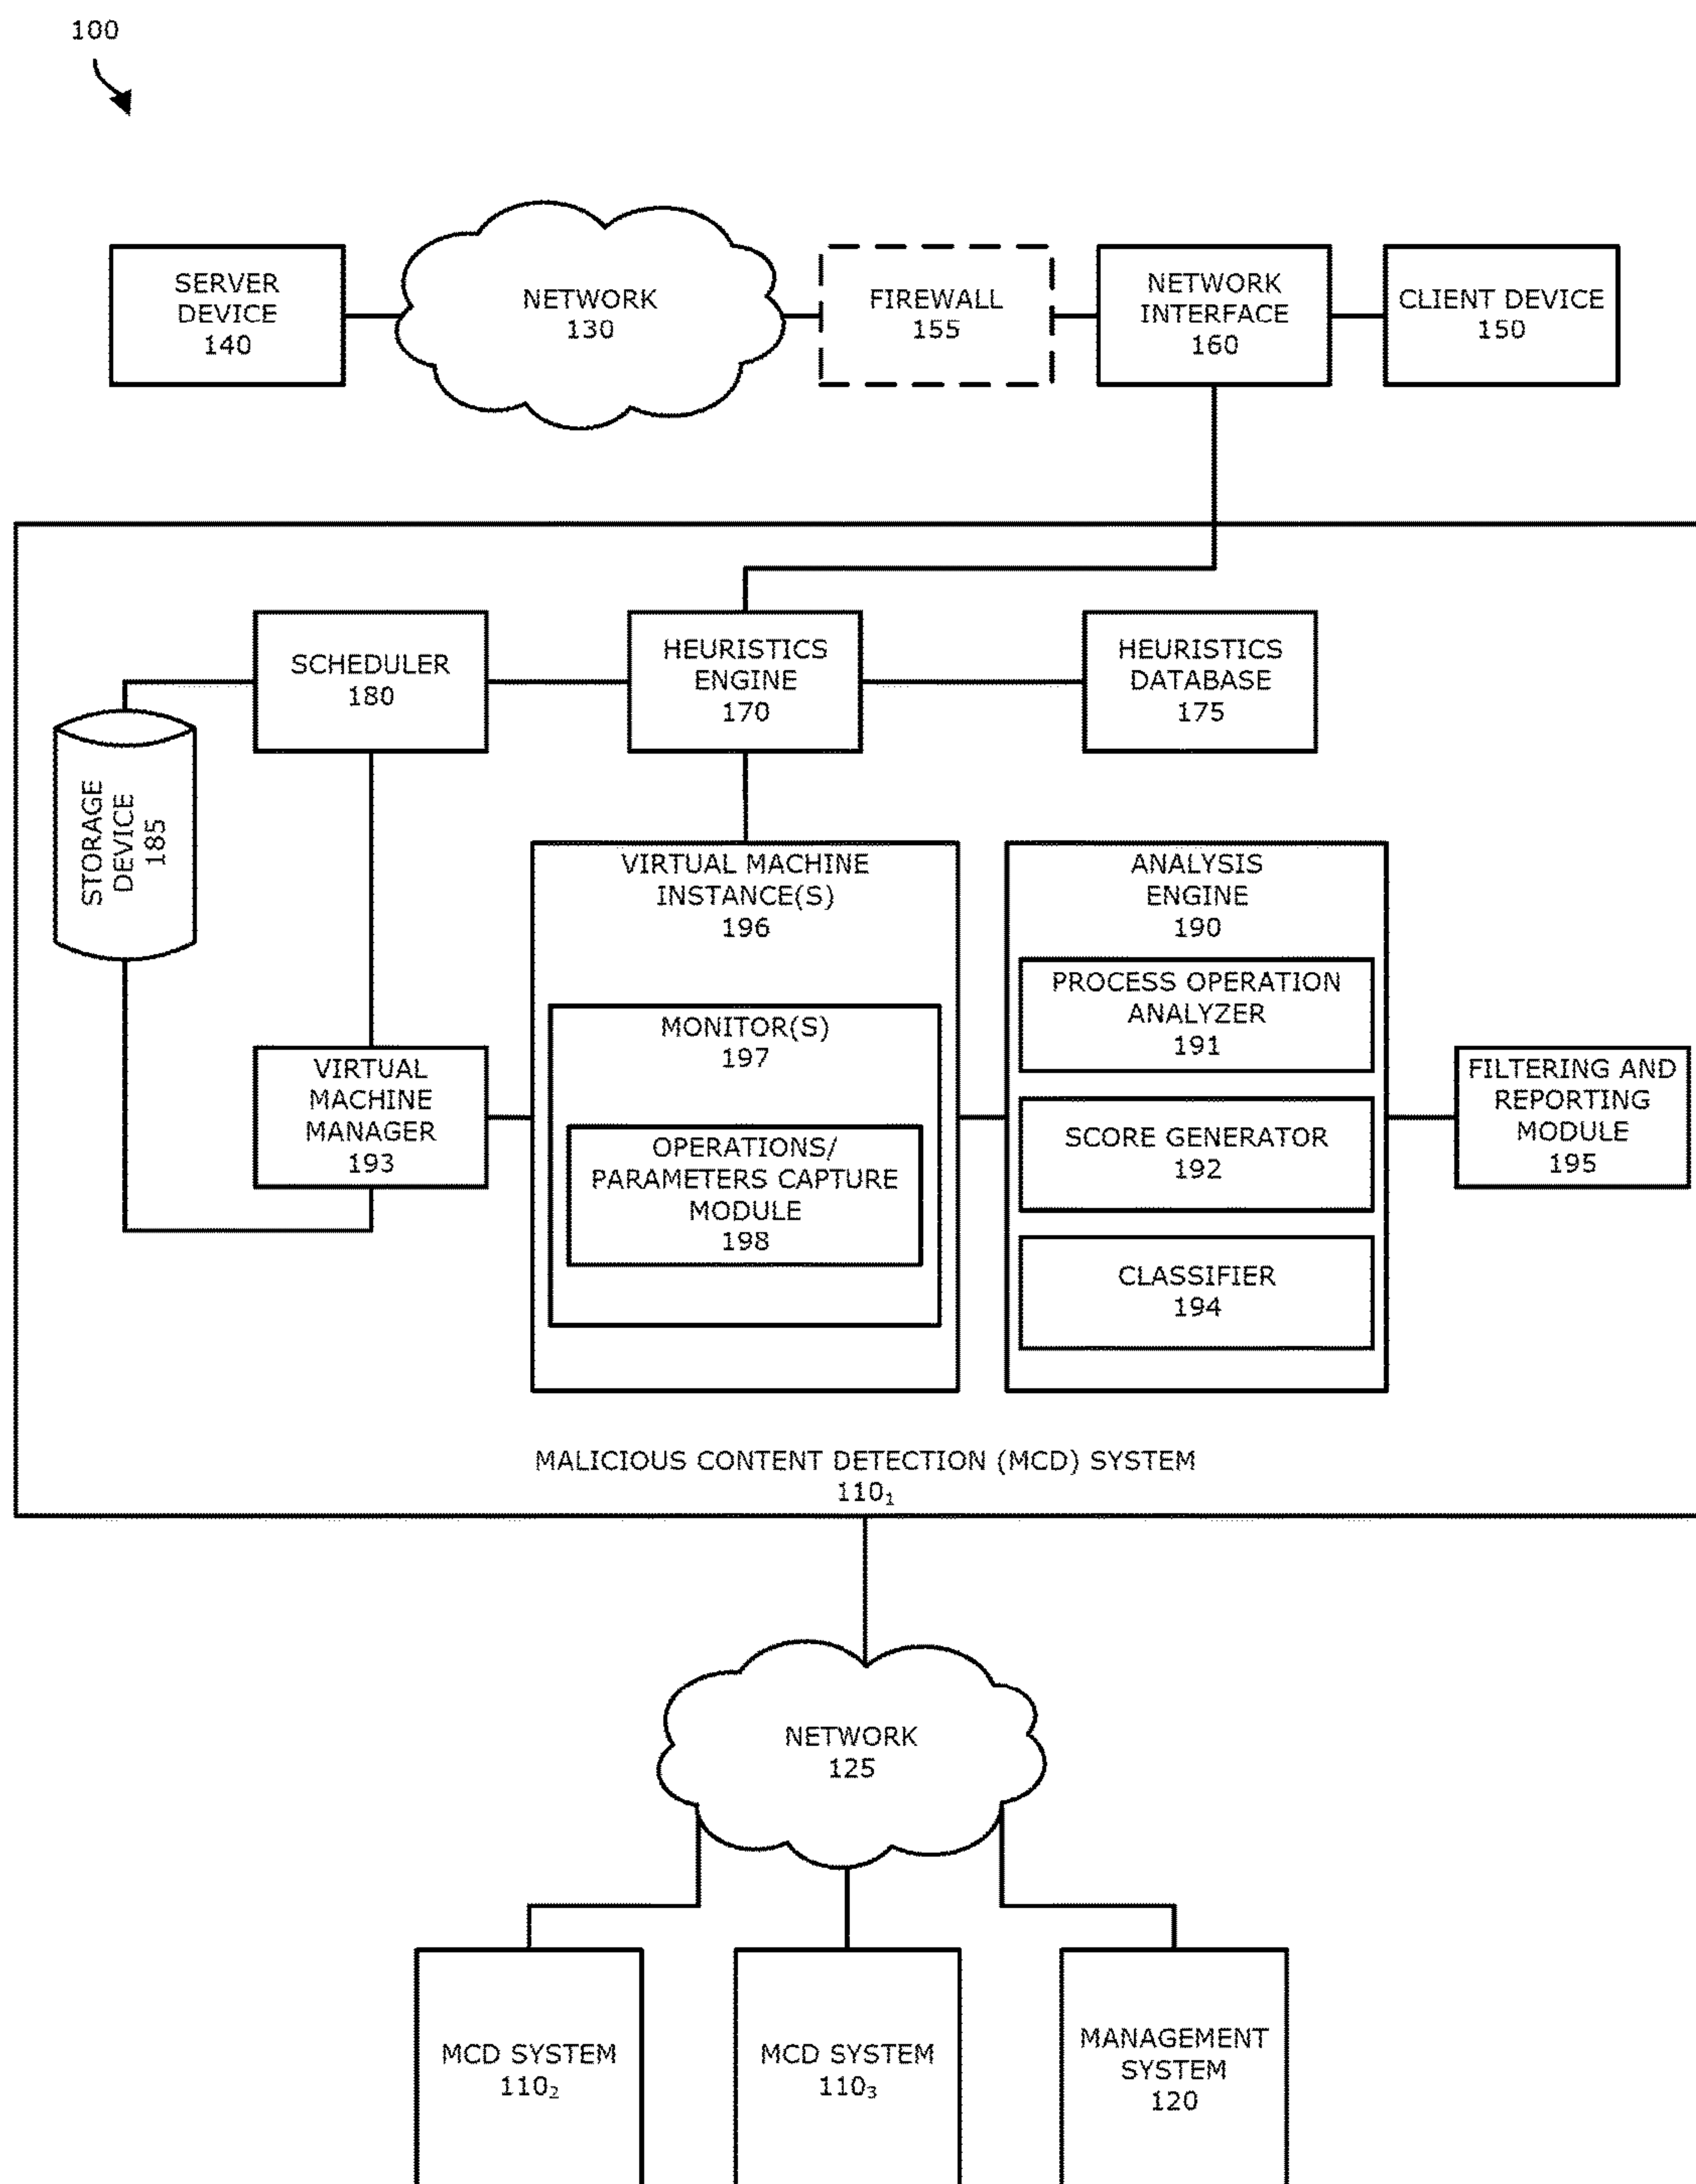 100
SERVER
DEVICE
140
NETWORK
130
FIREWALL
155
NETWORK
INTERFACE
160
CLIENT DEVICE
150
SCHEDULER
180
HEURISTICS
ENGINE
170
HEURISTICS
DATABASE
175
STORAGE
DEVICE
185
VIRTUAL MACHINE
INSTANCE(S)
196
ANALYSIS
ENGINE
190
MONITOR(S)
197
PROCESS OPERATION
ANALYZER
191
VIRTUAL
MACHINE
MANAGER
193
OPERATIONS/
PARAMETERS CAPTURE
MODULE
198
SCORE GENERATOR
192
CLASSIFIER
194
FILTERING AND
REPORTING
MODULE
195
MALICIOUS CONTENT DETECTION (MCD) SYSTEM
110₁
NETWORK
125
MCD SYSTEM
110₂
MCD SYSTEM
110₃
MANAGEMENT
SYSTEM
120